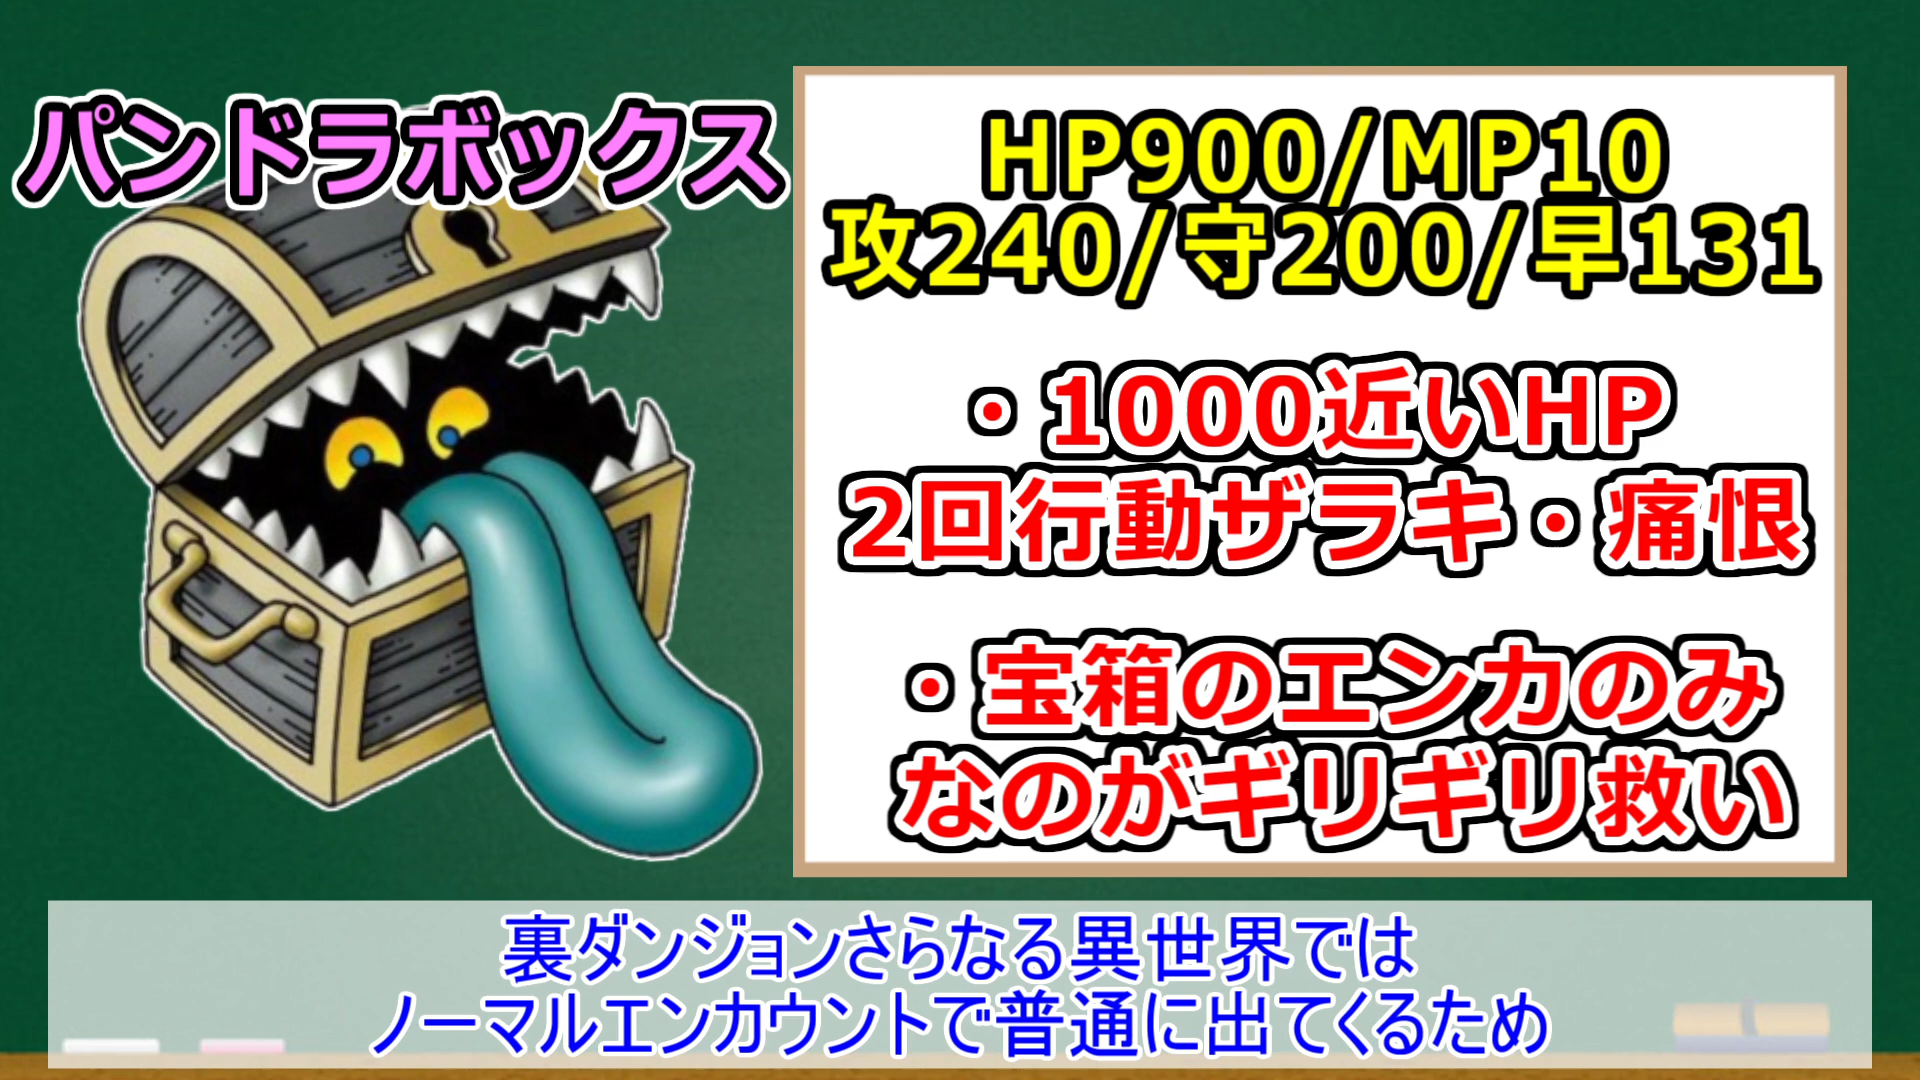 パンドラボックス
HP900/MP10
攻240/守200/早131
・1000近いHP
2回行動ザラキ・痛恨
・宝箱のエンカのみ
なのがギリギリ救い
裏ダンジョンさらなる異世界では
ノーマルエンカウントで普通に出てくるため